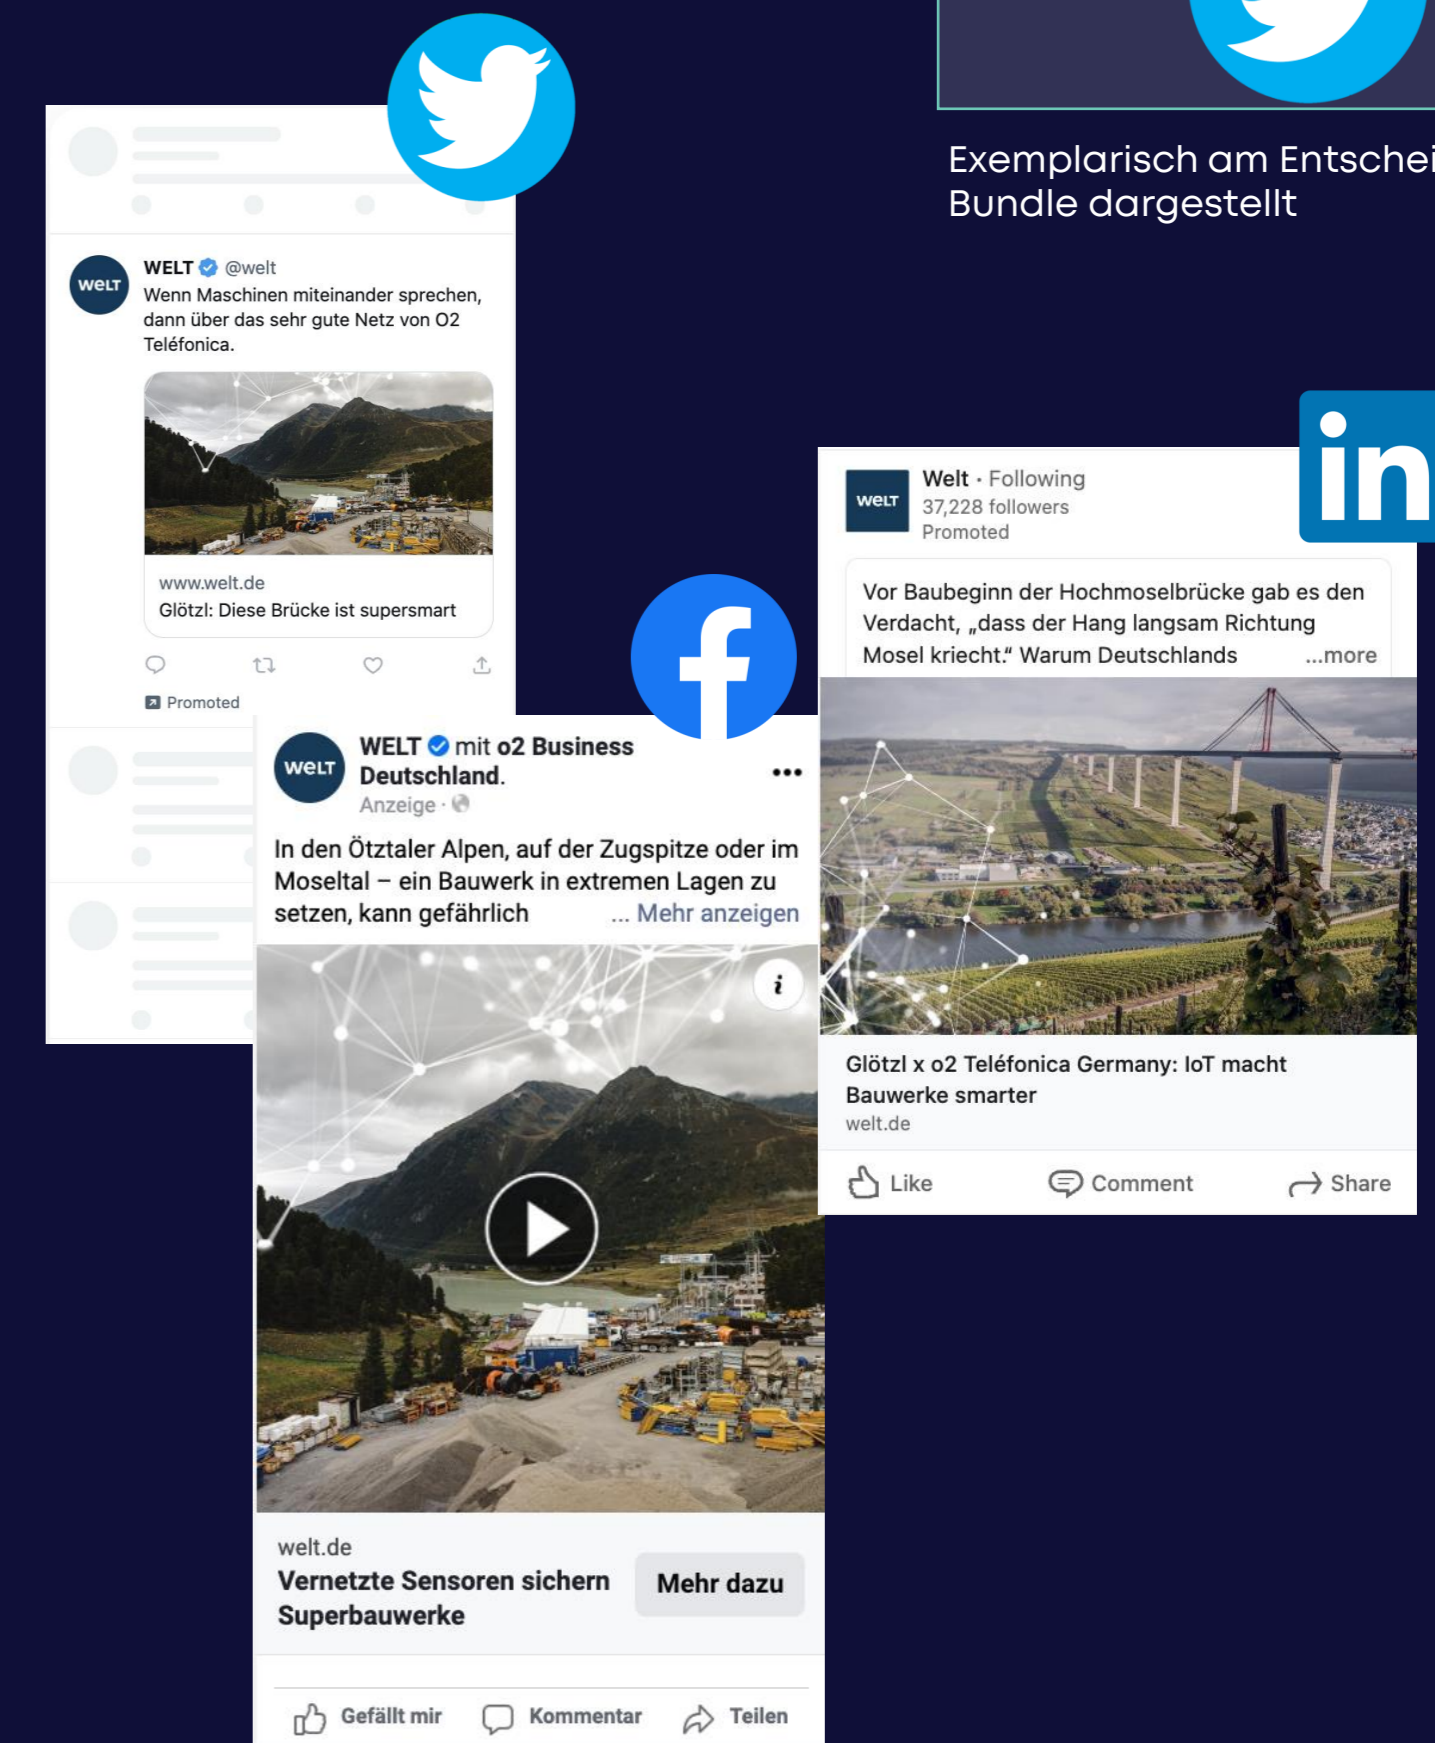 Exemplarisch am
Bundle dargestellt
WELT @welt
WELT
Wenn Maschinen miteinander sprechen,
dann über das sehr gute Netz von O2
Teléfonica.
www.welt.de
Glötzl: Diese Brücke ist supersmart
Promoted
in
WELT
Welt · Following
37,228 followers
Promoted
Vor Baubeginn der Hochmoselbrücke gab es den
Verdacht, „dass der Hang langsam Richtung
Mosel kriecht.“ Warum Deutschlands ...more
Glötzl x o2 Teléfonica Germany: IoT macht
Bauwerke smarter
welt.de
Like Comment Share
f
WELT
WELT mit o2 Business
Deutschland.
Anzeige ·
In den Ötztaler Alpen, auf der Zugspitze oder im
Moseltal – ein Bauwerk in extremen Lagen zu
setzen, kann gefährlich ... Mehr anzeigen
i
welt.de
Vernetzte Sensoren sichern
Superbauwerke
Mehr dazu
Gefällt mir Kommentar Teilen